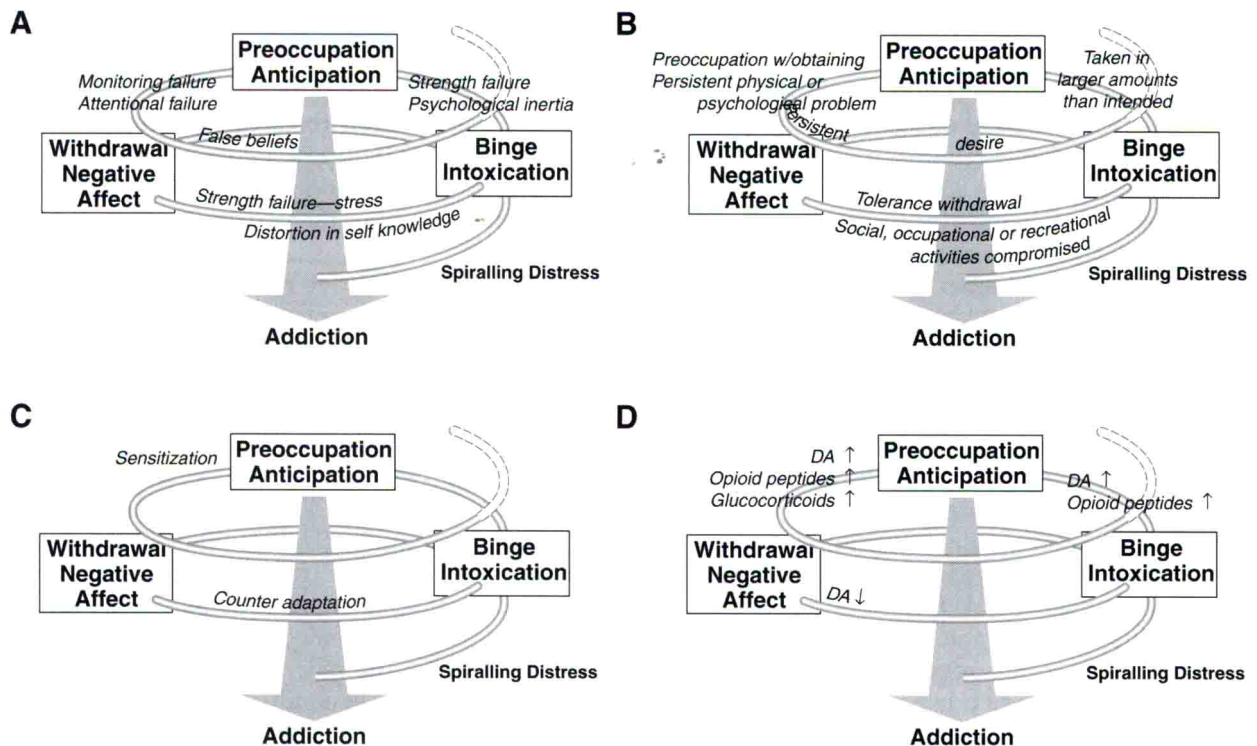 A
Preoccupation
Anticipation
Monitoring failure
Attentional failure
Strength failure
Psychological inertia
False beliefs
Withdrawal
Negative
Affect
Binge
Intoxication
Strength failure—stress
Distortion in self knowledge
Spiralling Distress
Addiction
B
Preoccupation
Anticipation
Preoccupation w/obtaining
Persistent physical or
psychological problem
Taken in
larger amounts
than intended
Persistent
desire
Withdrawal
Negative
Affect
Binge
Intoxication
Tolerance withdrawal
Social, occupational or recreational
activities compromised
Spiralling Distress
Addiction
C
Preoccupation
Anticipation
Sensitization
Withdrawal
Negative
Affect
Binge
Intoxication
Counter adaptation
Spiralling Distress
Addiction
D
Preoccupation
Anticipation
DA ↑
Opioid peptides ↑
Glucocorticoids ↑
DA ↑
Opioid peptides ↑
Withdrawal
Negative
Affect
Binge
Intoxication
DA ↓
Spiralling Distress
Addiction